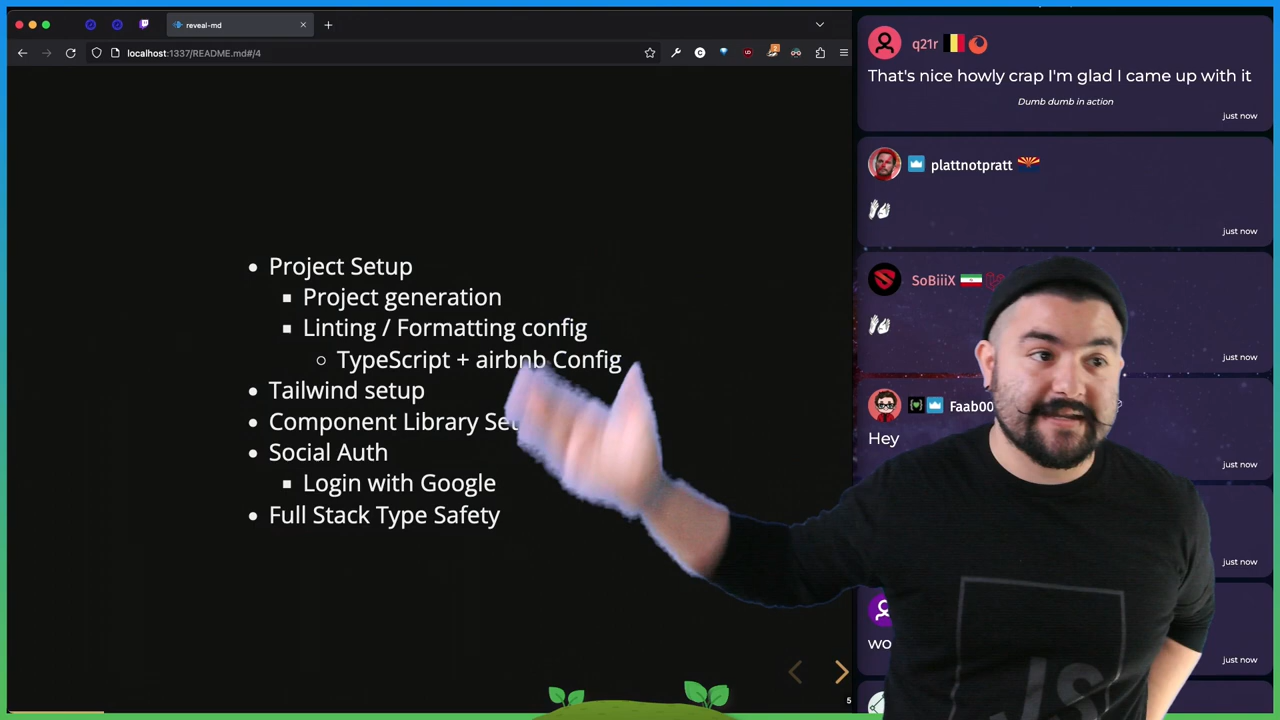 reveal-md
localhost:1337/README.md#/4
Project Setup
Project generation
Linting / Formatting config
TypeScript + airbnb Config
Tailwind setup
Component Library Set
Social Auth
Login with Google
Full Stack Type Safety
5
q21r
That's nice howly crap I'm glad I came up with it
Dumb dumb in action
just now
plattnotpratt
just now
SoBiiiX
just now
Faab00
Hey
just now
just now
wo
just now
JS